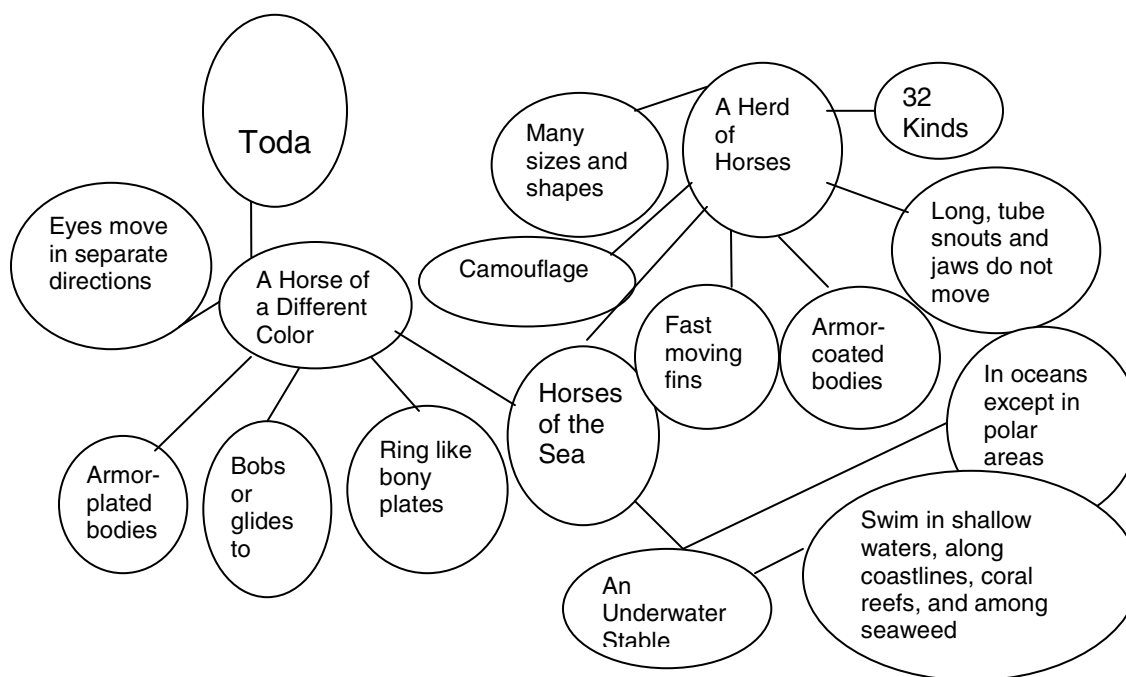 Toda
Eyes move
in separate
directions
A Horse of
a Different
Color
Armor-
plated
bodies
Bobs
or
glides
to
Ring like
bony
plates
Horses
of the
Sea
Many
sizes and
shapes
A Herd
of
Horses
32
Kinds
Camouflage
Long, tube
snouts and
jaws do not
move
Fast
moving
fins
Armor-
coated
bodies
In oceans
except in
polar
areas
An
Underwater
Stable
Swim in shallow
waters, along
coastlines, coral
reefs, and among
seaweed